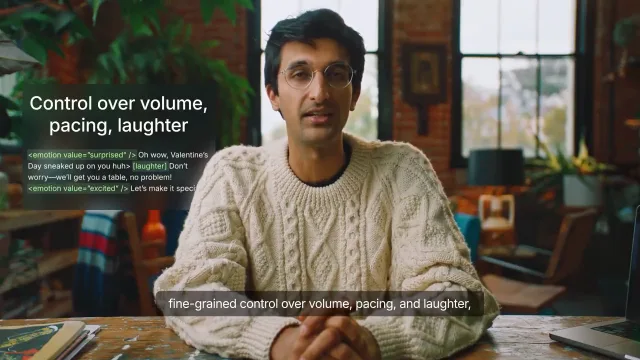 Control over volume,
pacing, laughter
<emotion value="surprised" /> Oh wow, Valentine's
Day sneaked up on you huh> [laughter] Don't
worry—we'll get you a table, no problem!
<emotion value="excited" /> Let's make it speci
fine-grained control over volume, pacing, and laughter,